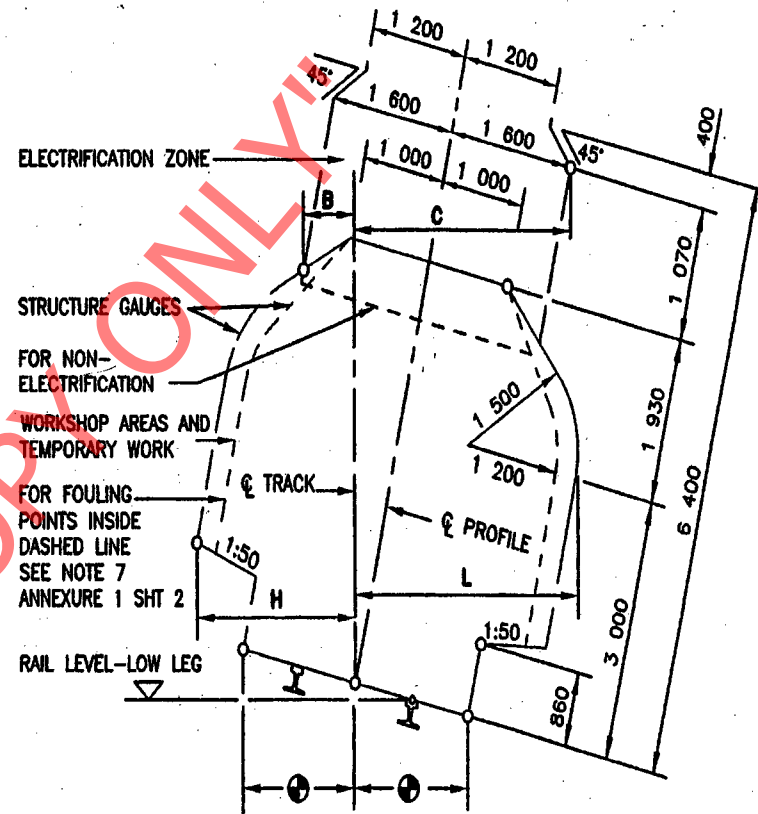 1 200
1 200
45°
1 600
1 600
45°
400
ELECTRIFICATION ZONE
1 000
1 000
B
C
1 070
STRUCTURE GAUGES
FOR NON-
ELECTRIFICATION
1 500
1 930
WORKSHOP AREAS AND
TEMPORARY WORK
1 200
6 400
℄ TRACK
℄ PROFILE
FOR FOULING
POINTS INSIDE
DASHED LINE
SEE NOTE 7
ANNEXURE 1 SHT 2
1:50
H
L
1:50
3 000
RAIL LEVEL-LOW LEG
860
OPY ONLY"